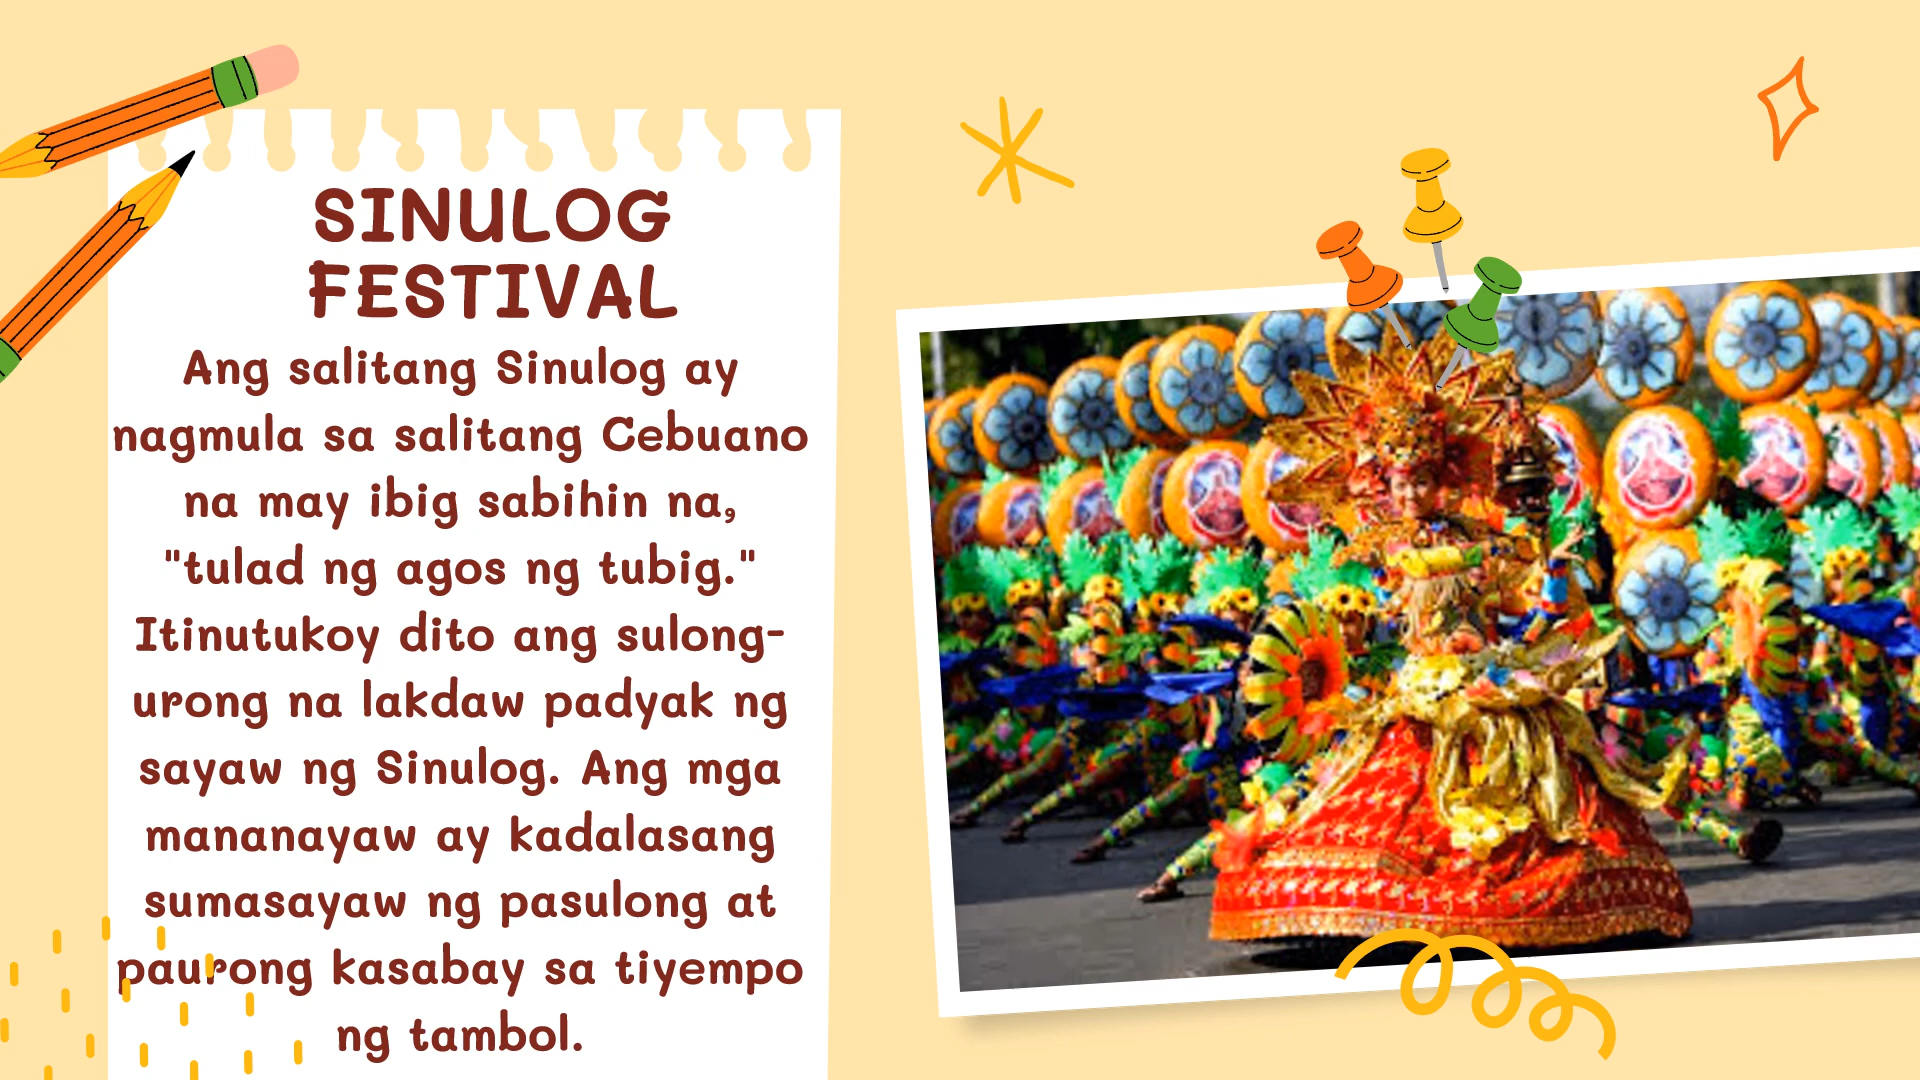 SINULOG
FESTIVAL
Ang salitang Sinulog ay
nagmula sa salitang Cebuano
na may ibig sabihin na,
"tulad ng agos ng tubig."
Itinutukoy dito ang sulong-
urong na lakdaw padyak ng
sayaw ng Sinulog. Ang mga
mananayaw ay kadalasang
sumasayaw ng pasulong at
paurong kasabay sa tiyempo
ng tambol.